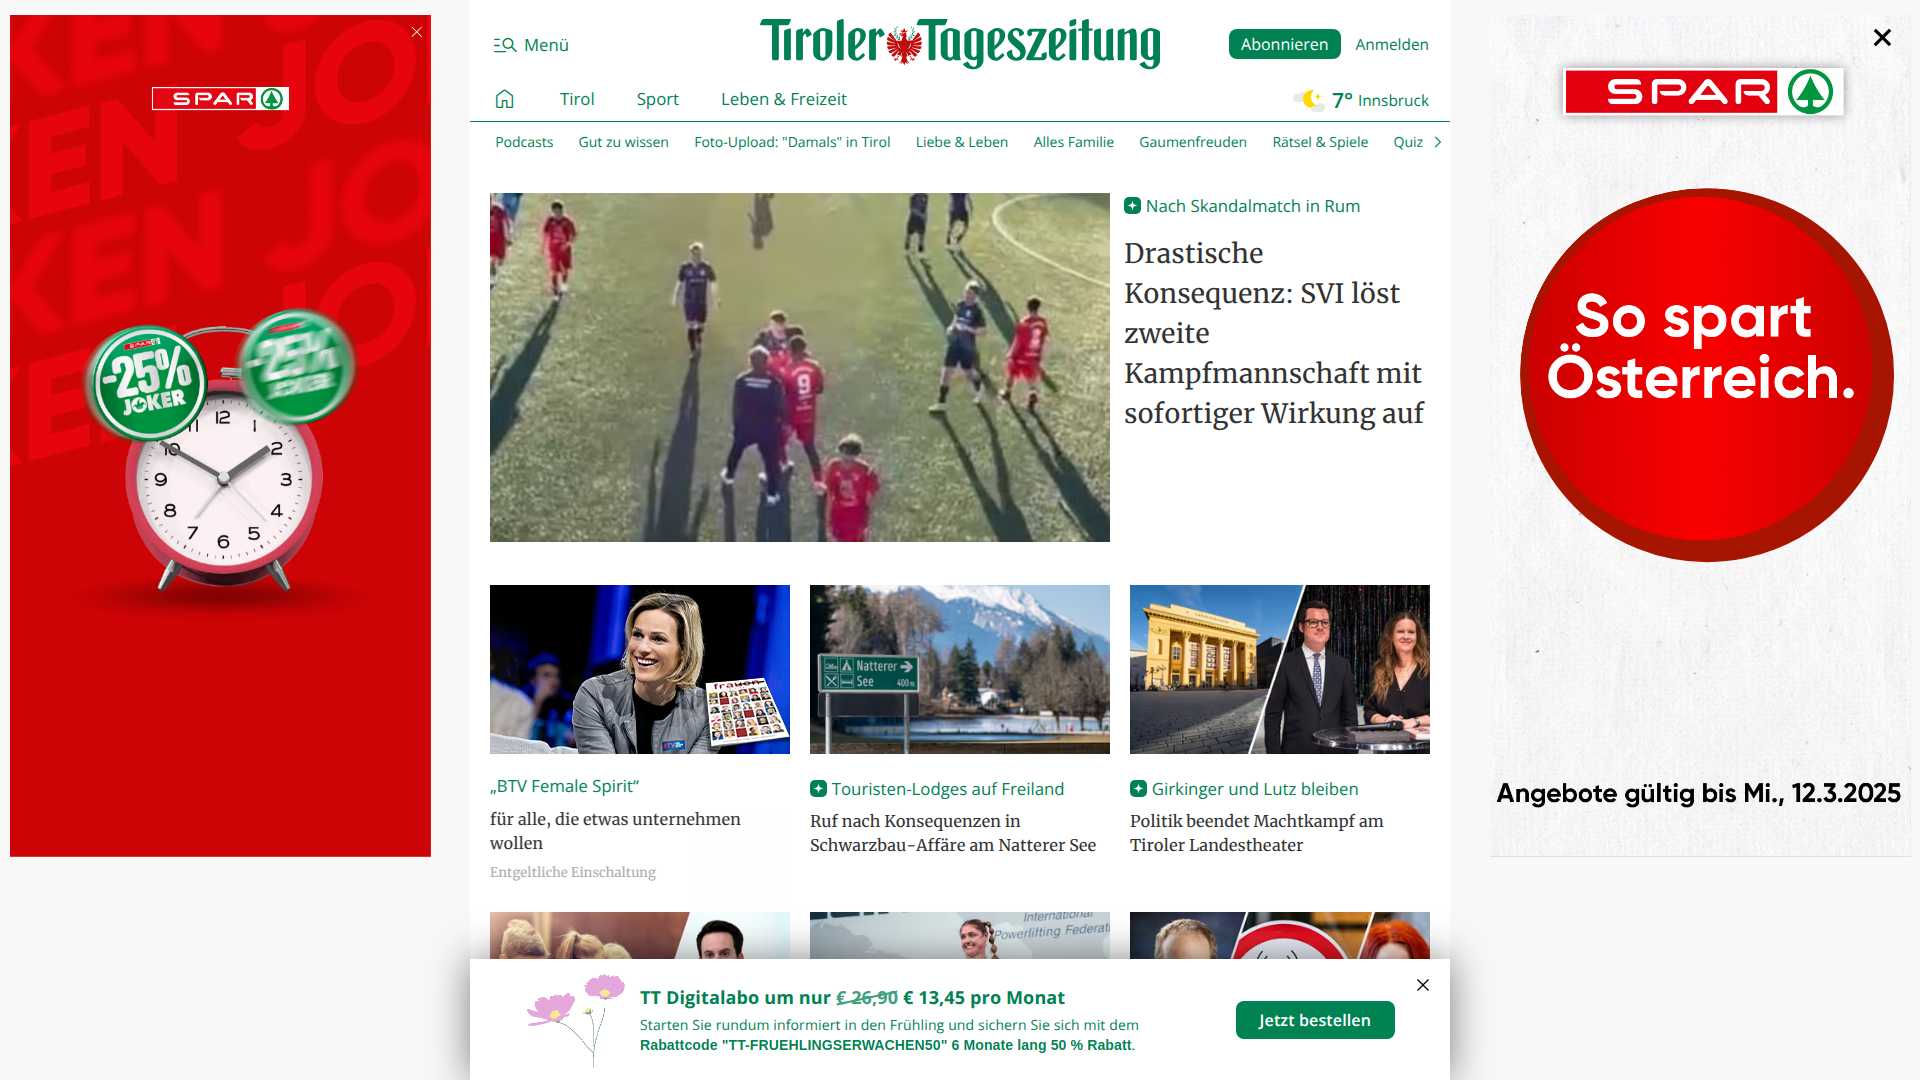 SPAR
-25%
JOKER
-25%
JOKER
12
1
2
3
4
5
6
7
8
9
10
11
Menü
Tiroler Tageszeitung
Abonnieren
Anmelden
Tirol
Sport
Leben & Freizeit
7° Innsbruck
Podcasts
Gut zu wissen
Foto-Upload: "Damals" in Tirol
Liebe & Leben
Alles Familie
Gaumenfreuden
Rätsel & Spiele
Quiz
9
Nach Skandalmatch in Rum
Drastische
Konsequenz: SVI löst
zweite
Kampfmannschaft mit
sofortiger Wirkung auf
frauen
„BTV Female Spirit“
für alle, die etwas unternehmen
wollen
Entgeltliche Einschaltung
Natterer
See 400m
Touristen-Lodges auf Freiland
Ruf nach Konsequenzen in
Schwarzbau-Affäre am Natterer See
Girkinger und Lutz bleiben
Politik beendet Machtkampf am
Tiroler Landestheater
International
Powerlifting Federati
TT Digitalabo um nur € 26,90 € 13,45 pro Monat
Starten Sie rundum informiert in den Frühling und sichern Sie sich mit dem
Rabattcode "TT-FRUEHLINGSERWACHEN50" 6 Monate lang 50 % Rabatt.
Jetzt bestellen
SPAR
So spart
Österreich.
Angebote gültig bis Mi., 12.3.2025